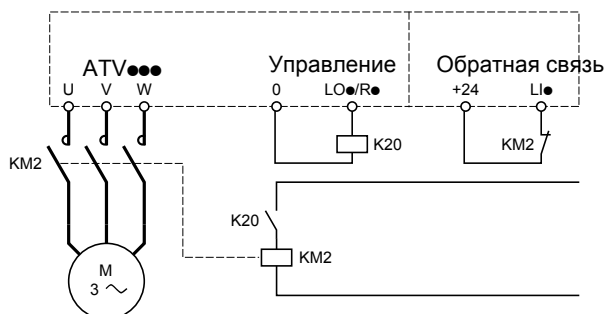 ATV●●● Управление Обратная связь
U V W 0 LO●/R● +24 LI●
K20 KM2
KM2
K20
KM2
M
3 ~